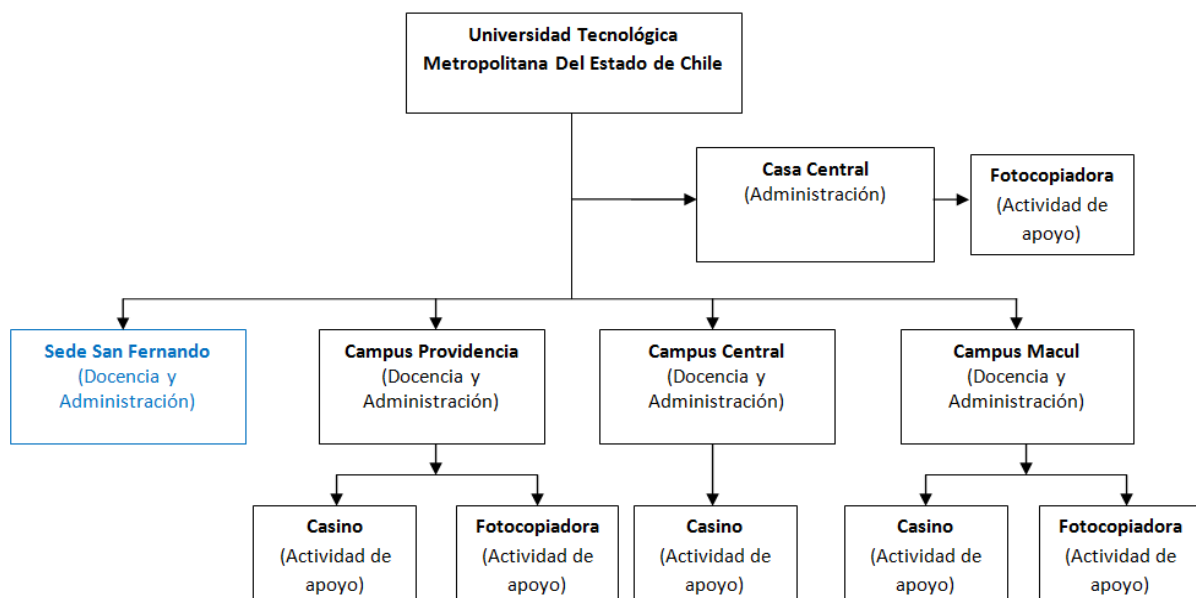 Universidad Tecnológica
Metropolitana Del Estado de Chile
Casa Central
(Administración)
Fotocopiadora
(Actividad de
apoyo)
Sede San Fernando
(Docencia y
Administración)
Campus Providencia
(Docencia y
Administración)
Campus Central
(Docencia y
Administración)
Campus Macul
(Docencia y
Administración)
Casino
(Actividad de
apoyo)
Fotocopiadora
(Actividad de
apoyo)
Casino
(Actividad de
apoyo)
Casino
(Actividad de
apoyo)
Fotocopiadora
(Actividad de
apoyo)